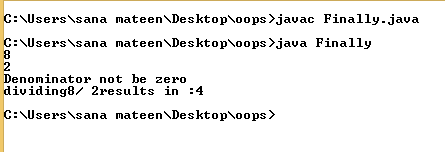 C:\Users\sana mateen\Desktop\oops>javac Finally.java
C:\Users\sana mateen\Desktop\oops>java Finally
8
2
Denominator not be zero
dividing8/ 2results in :4
C:\Users\sana mateen\Desktop\oops>